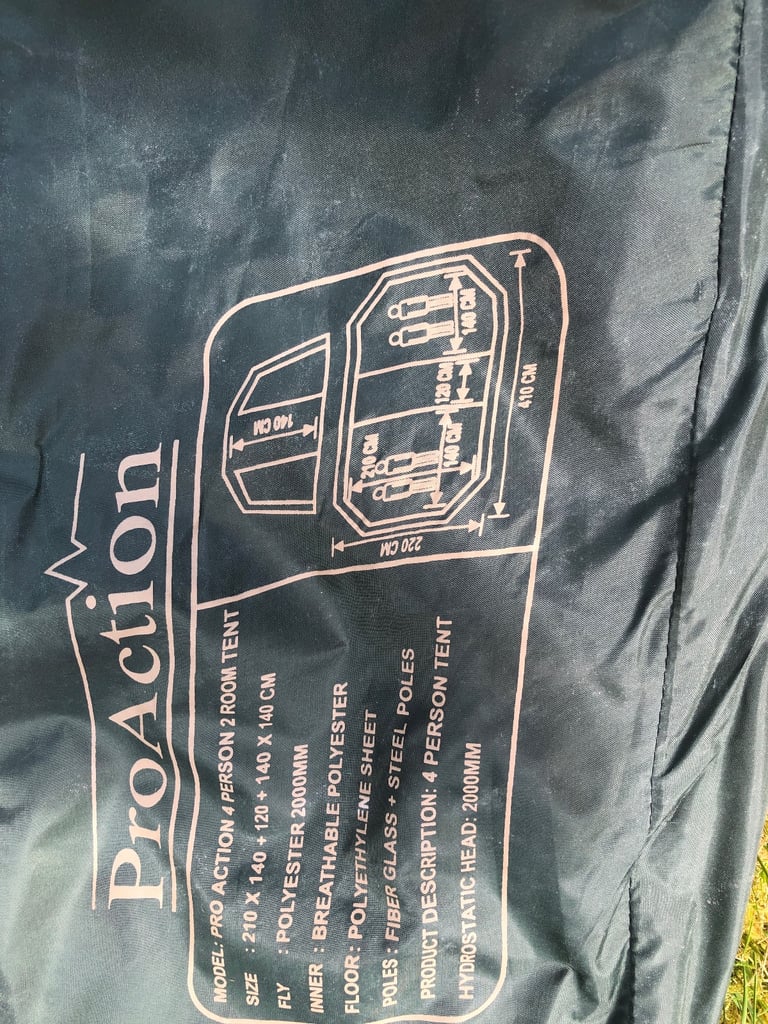 ProAction
MODEL: PRO ACTION 4 PERSON 2 ROOM TENT
SIZE : 210 X 140 + 120 + 140 X 140 CM
FLY : POLYESTER 2000MM
INNER : BREATHABLE POLYESTER
FLOOR : POLYETHYLENE SHEET
POLES : FIBER GLASS + STEEL POLES
PRODUCT DESCRIPTION: 4 PERSON TENT
HYDROSTATIC HEAD: 2000MM
140 CM
220 CM
210 CM
140 CM
120 CM
140 CM
410 CM